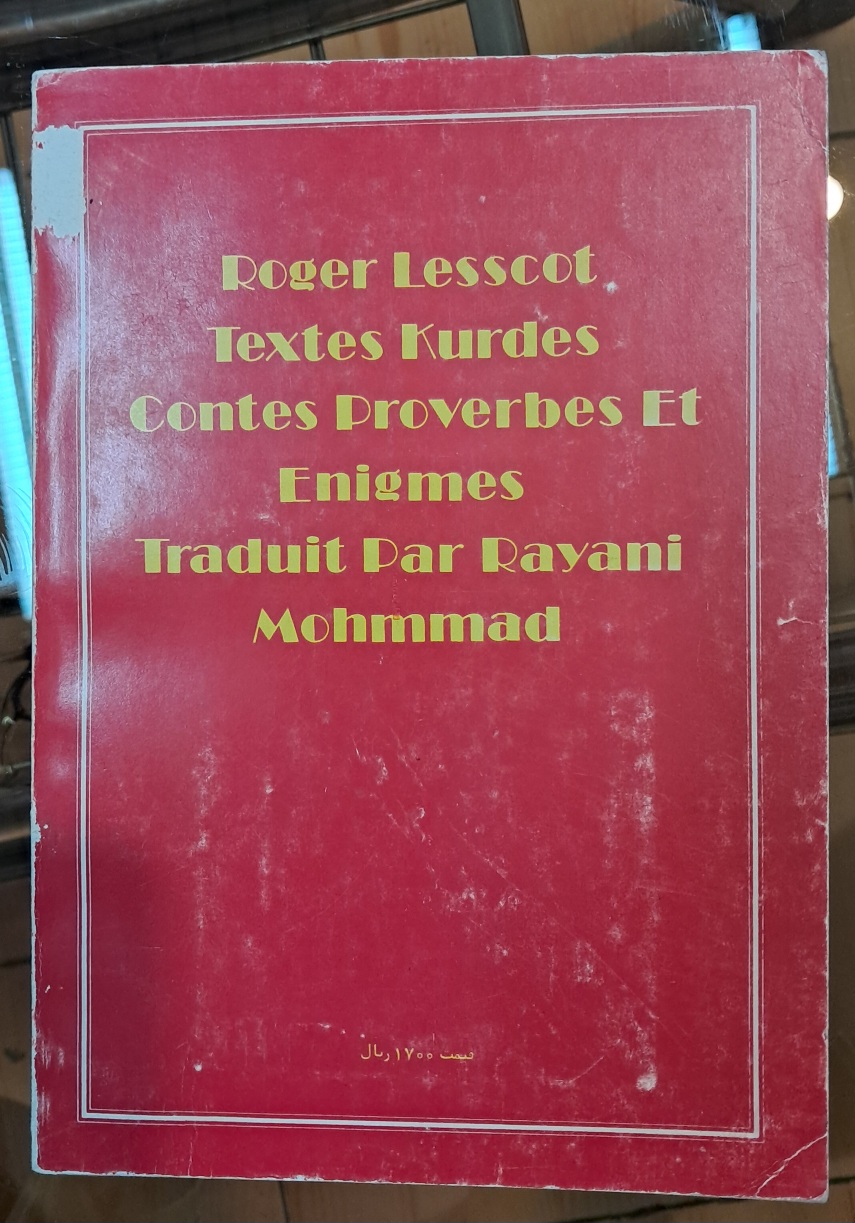 Roger Lesscot
Textes Kurdes
Contes Proverbes Et
Enigmes
Traduit Par Rayani
Mohmmad
قیمت ۱۷۰۰ ریال